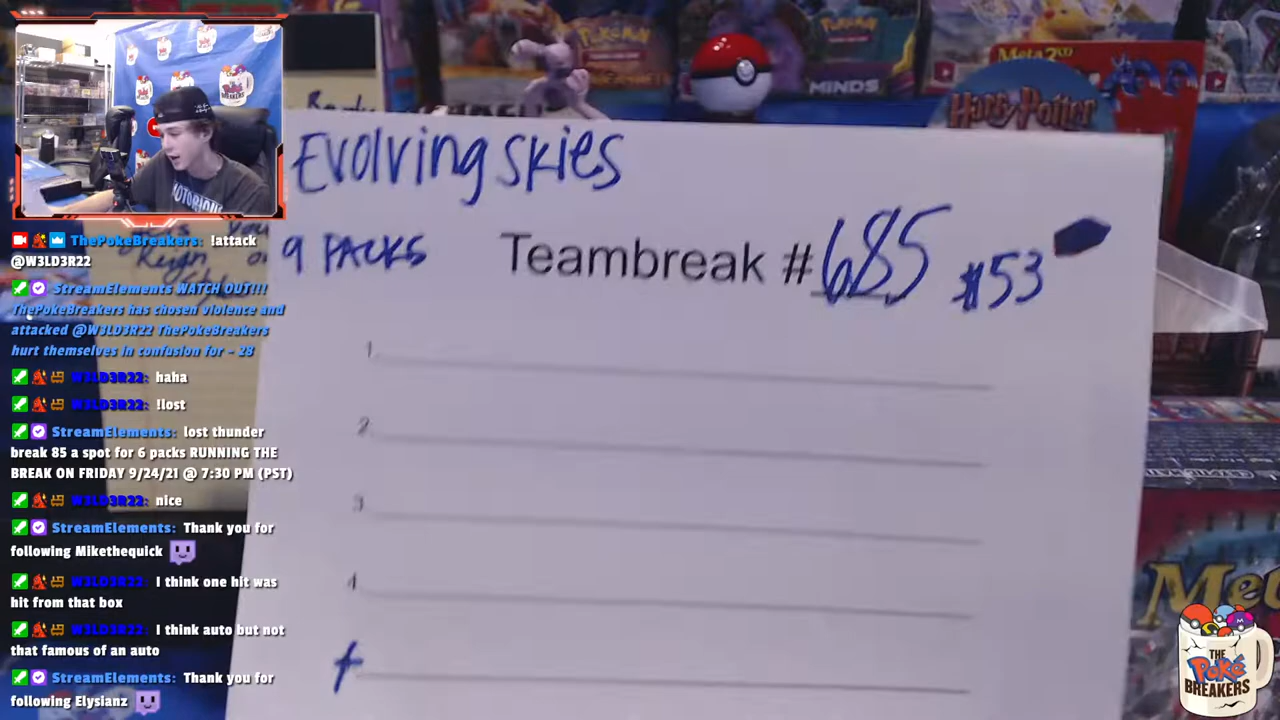 POKÉMON
MINDS
Meta Zoo
Harry Potter
Evolving skies
9 PACKS
Teambreak #685 $53
1
2
3
4
ThePokeBreakers: !attack
@W3LD3R22
StreamElements WATCH OUT!!!
ThePokeBreakers has chosen violence and
attacked @W3LD3R22 ThePokeBreakers
hurt themselves in confusion for - 28
W3LD3R22: haha
W3LD3R22: !lost
StreamElements: lost thunder
break 85 a spot for 6 packs RUNNING THE
BREAK ON FRIDAY 9/24/21 @ 7:30 PM (PST)
W3LD3R22: nice
StreamElements: Thank you for
following Mikethequick
W3LD3R22: I think one hit was
hit from that box
W3LD3R22: I think auto but not
that famous of an auto
StreamElements: Thank you for
following Elysianz
THE
Poké
BREAKERS